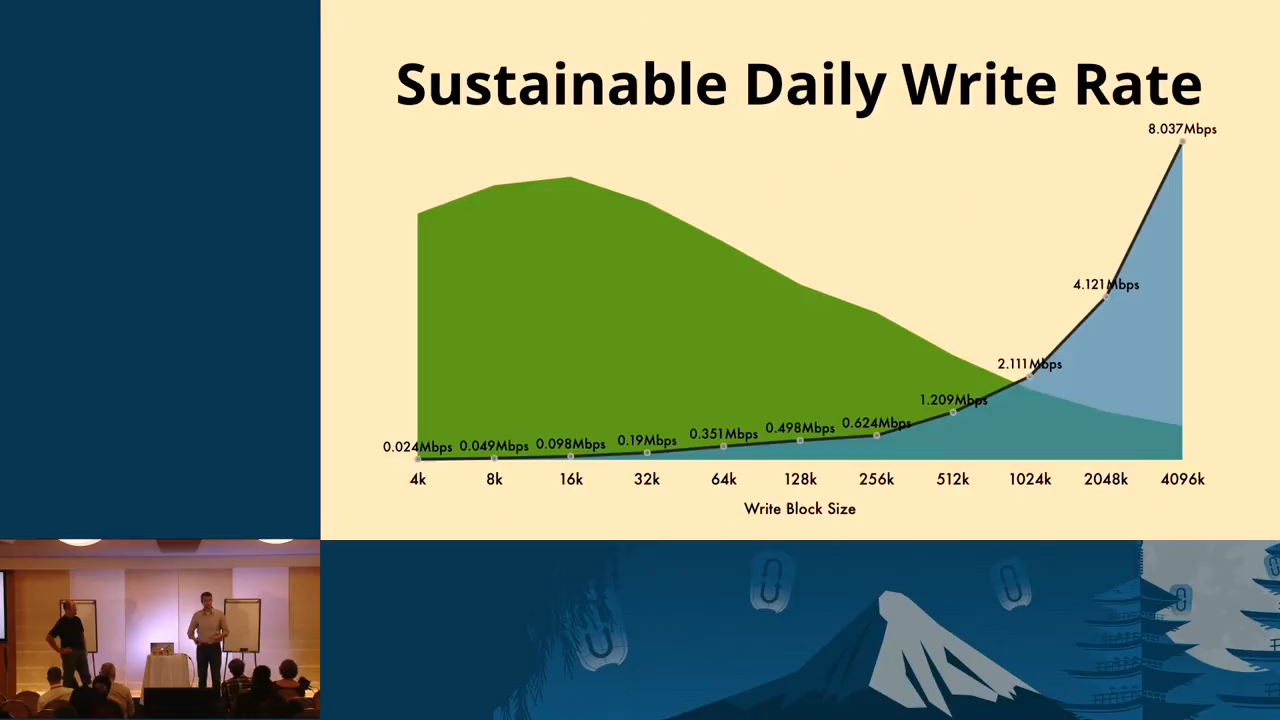 Sustainable Daily Write Rate
8.037Mbps
4.121Mbps
2.111Mbps
1.209Mbps
0.624Mbps
0.498Mbps
0.351Mbps
0.19Mbps
0.098Mbps
0.049Mbps
0.024Mbps
4k 8k 16k 32k 64k 128k 256k 512k 1024k 2048k 4096k
Write Block Size